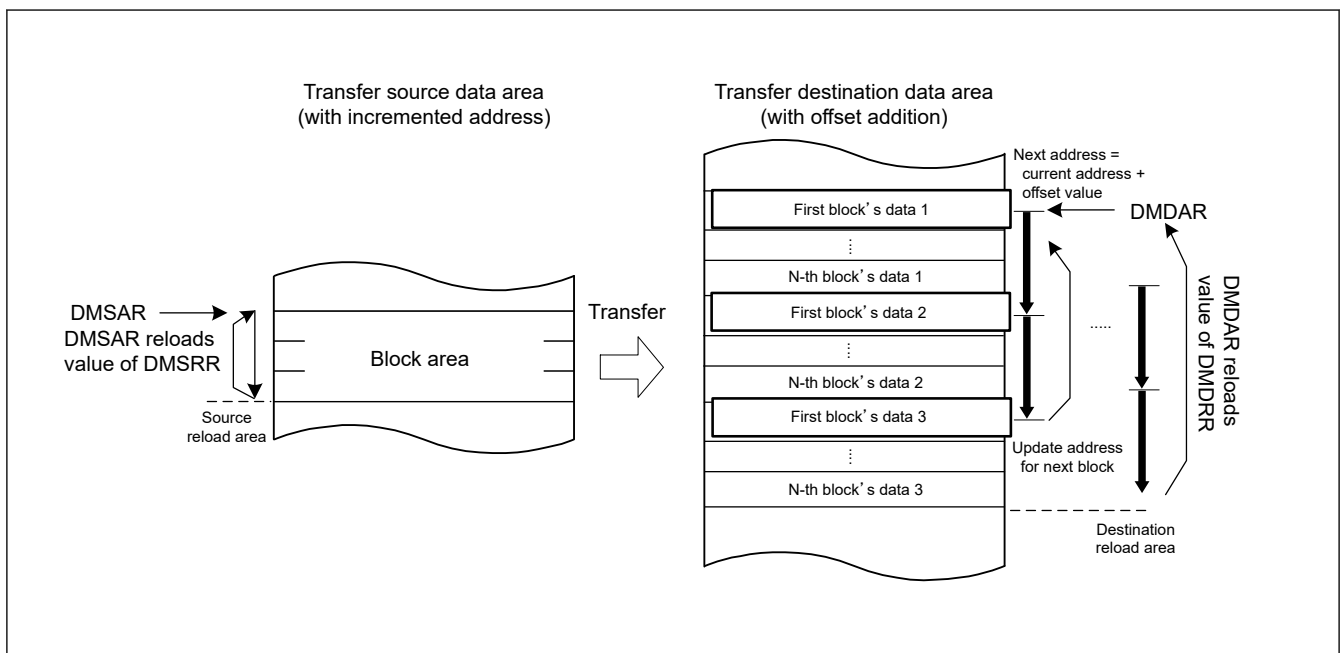 Transfer source data area
(with incremented address)
Transfer destination data area
(with offset addition)
Next address =
current address +
offset value
DMDAR
First block's data 1
⋮
N-th block's data 1
First block's data 2
⋮
N-th block's data 2
First block's data 3
⋮
N-th block's data 3
DMSAR
DMSAR reloads
value of DMSRR
Source
reload area
Block area
Transfer
.....
DMDAR reloads
value of DMDRR
Update address
for next block
Destination
reload area